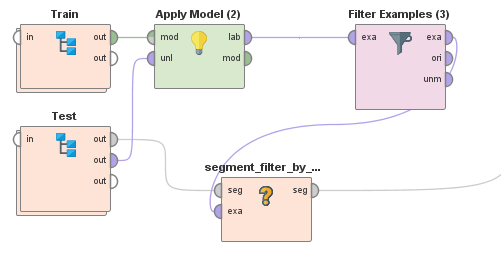 Train
in
out
out
Apply Model (2)
mod
lab
unl
mod
Filter Examples (3)
exa
exa
ori
unm
Test
in
out
out
out
segment_filter_by_...
seg
seg
exa